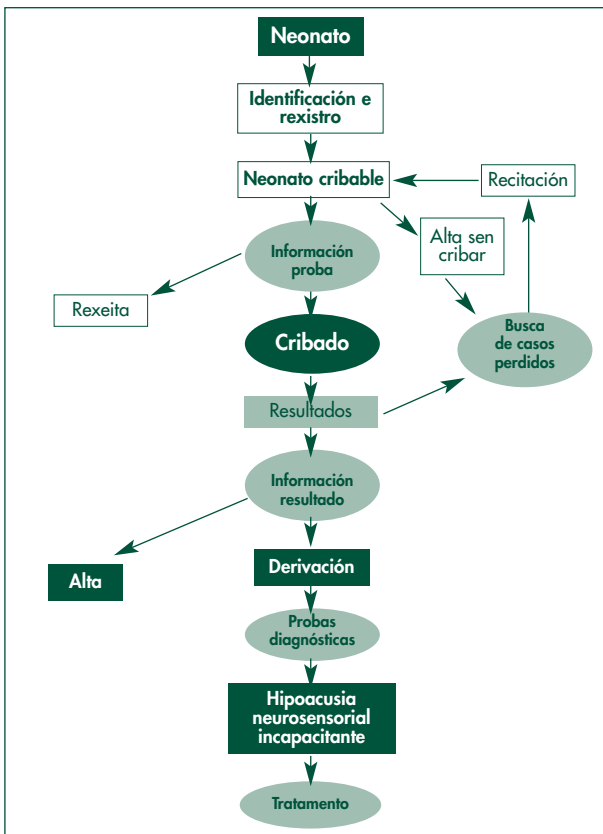 Neonato
Identificación e
rexistro
Neonato cribable
Recitación
Alta sen
cribar
Información
proba
Rexeita
Busca
de casos
perdidos
Cribado
Resultados
Información
resultado
Alta
Derivación
Probas
diagnósticas
Hipoacusia
neurosensorial
incapacitante
Tratamento